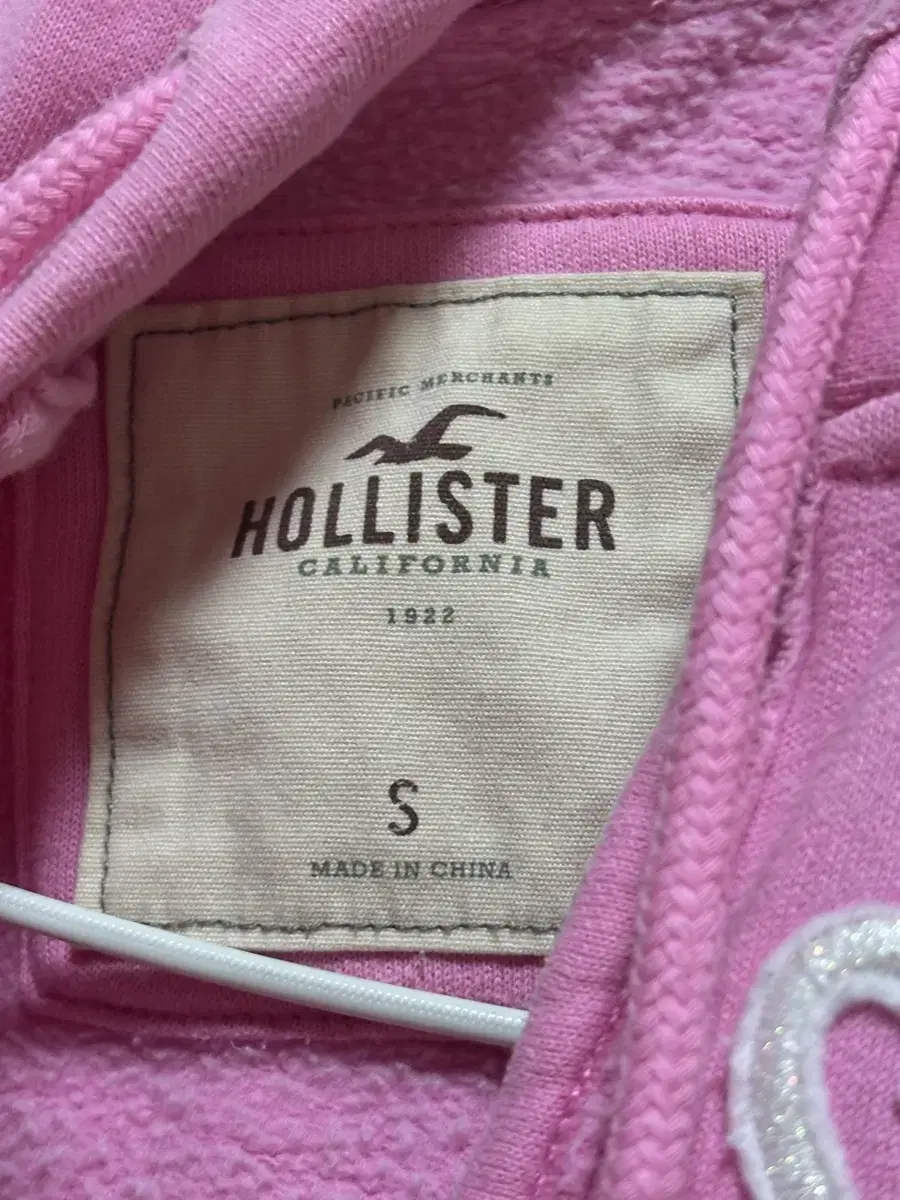 PACIFIC MERCHANTS
HOLLISTER
CALIFORNIA
1922
S
MADE IN CHINA